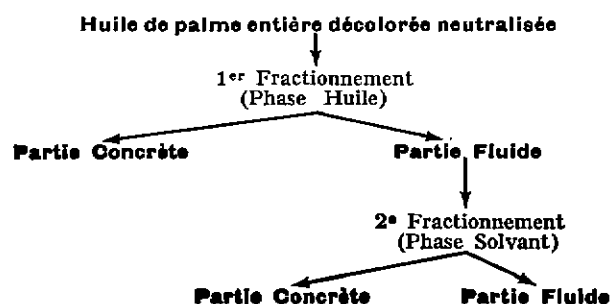 Huile de palme entière décolorée neutralisée
1er Fractionnement
(Phase Huile)
Partie Concrète Partie Fluide
2e Fractionnement
(Phase Solvant)
Partie Concrète Partie Fluide